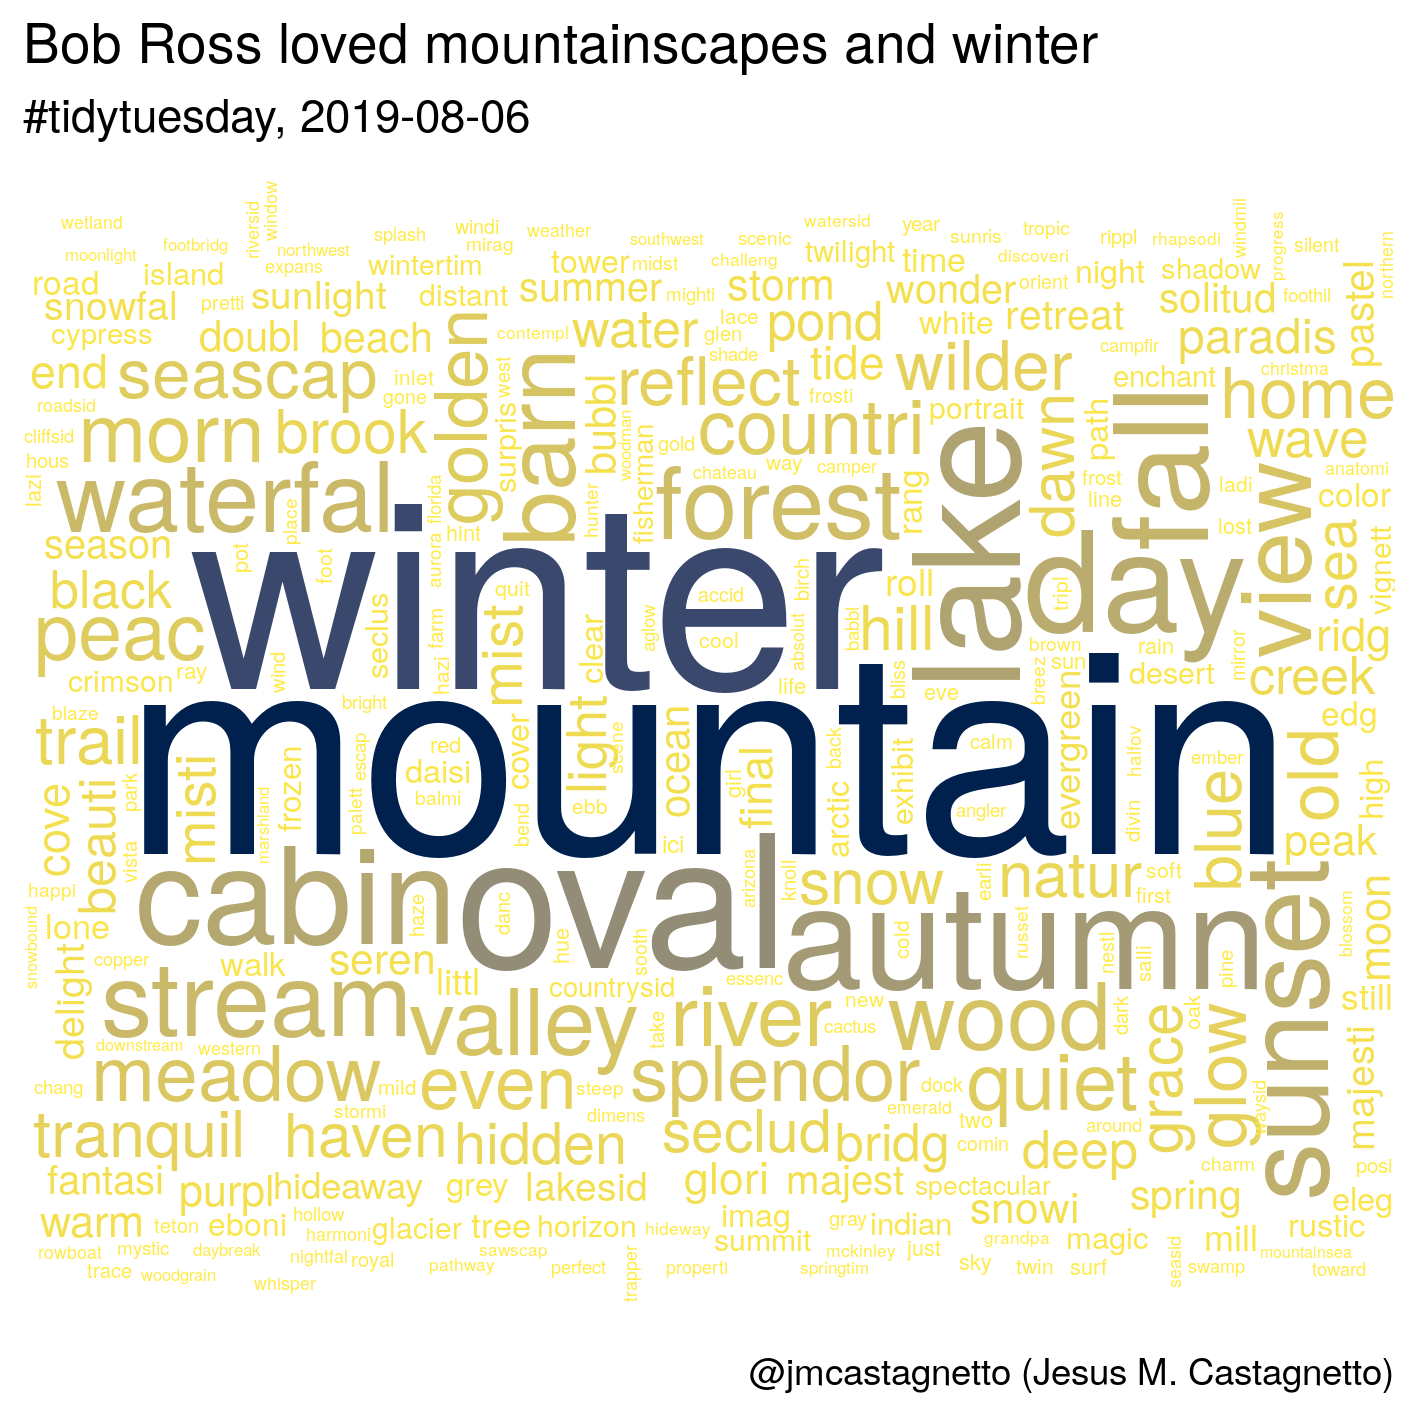 Bob Ross loved mountainscapes and winter
#tidytuesday, 2019-08-06
wetland riversid window splash windi weather watersid year tropic windmil
moonlight footbridg northwest mirag southwest scenic sunris rippl rhapsodi progress silent northern
road island expans wintertim tower midst challeng twilight time discoveri night shadow
snowfal pretti sunlight distant summer mighti storm wonder orient solitud foothil pastel
cypress doubl beach golden contempl water lace glen pond white retreat campfir paradis
end seascap inlet gone west barn bubbl reflect shade tide frosti wilder enchant christma home
roadsid morn brook surpris woodman gold countri portrait dawn path fall wave
cliffsid hous lazi waterfal florida hunter fisherman chateau way camper forest rang lake frost line ladi view anatomi color
season pot place foot aurora hint lost sea vignett
black winter quit accid birch roll day tripl
peac seclus farm mist clear aglow cool absolut babbl hill brown rain mirror ridg
crimson ray wind hazi life bliss eve breez sun desert creek
trail blaze bright escap red cover light scene ocean mountain back calm evergreen halfov edg
cove beauti park misti marshland frozen palett daisi balmi bend ebb girl final arctic exhibit angler divin ember blue old high
vista ici peak
happi cabin oval arizona knoll snow earli natur soft first sunset blossom moon
snowbound lone haze danc hue sooth autumn cold russet nestl salli pine
delight copper walk seren littl countrysid essenc new still
stream valley take river cactus wood dark oak glow
downstream western grace majesti
chang meadow mild even steep splendor dock quiet
stormi dimens emerald two around waysid
tranquil haven hidden seclud bridg comin deep charm posi
fantasi purpl hideaway grey lakesid glori majest spectacular spring eleg
warm teton eboni hollow harmoni glacier tree horizon hideway imag gray indian snowi grandpa magic mill rustic
rowboat mystic daybreak nightfal royal sawscap summit mckinley just seasid mountainsea
trace woodgrain whisper pathway perfect trapper properti springtim sky twin surf swamp toward
@jmcastagnetto (Jesus M. Castagnetto)